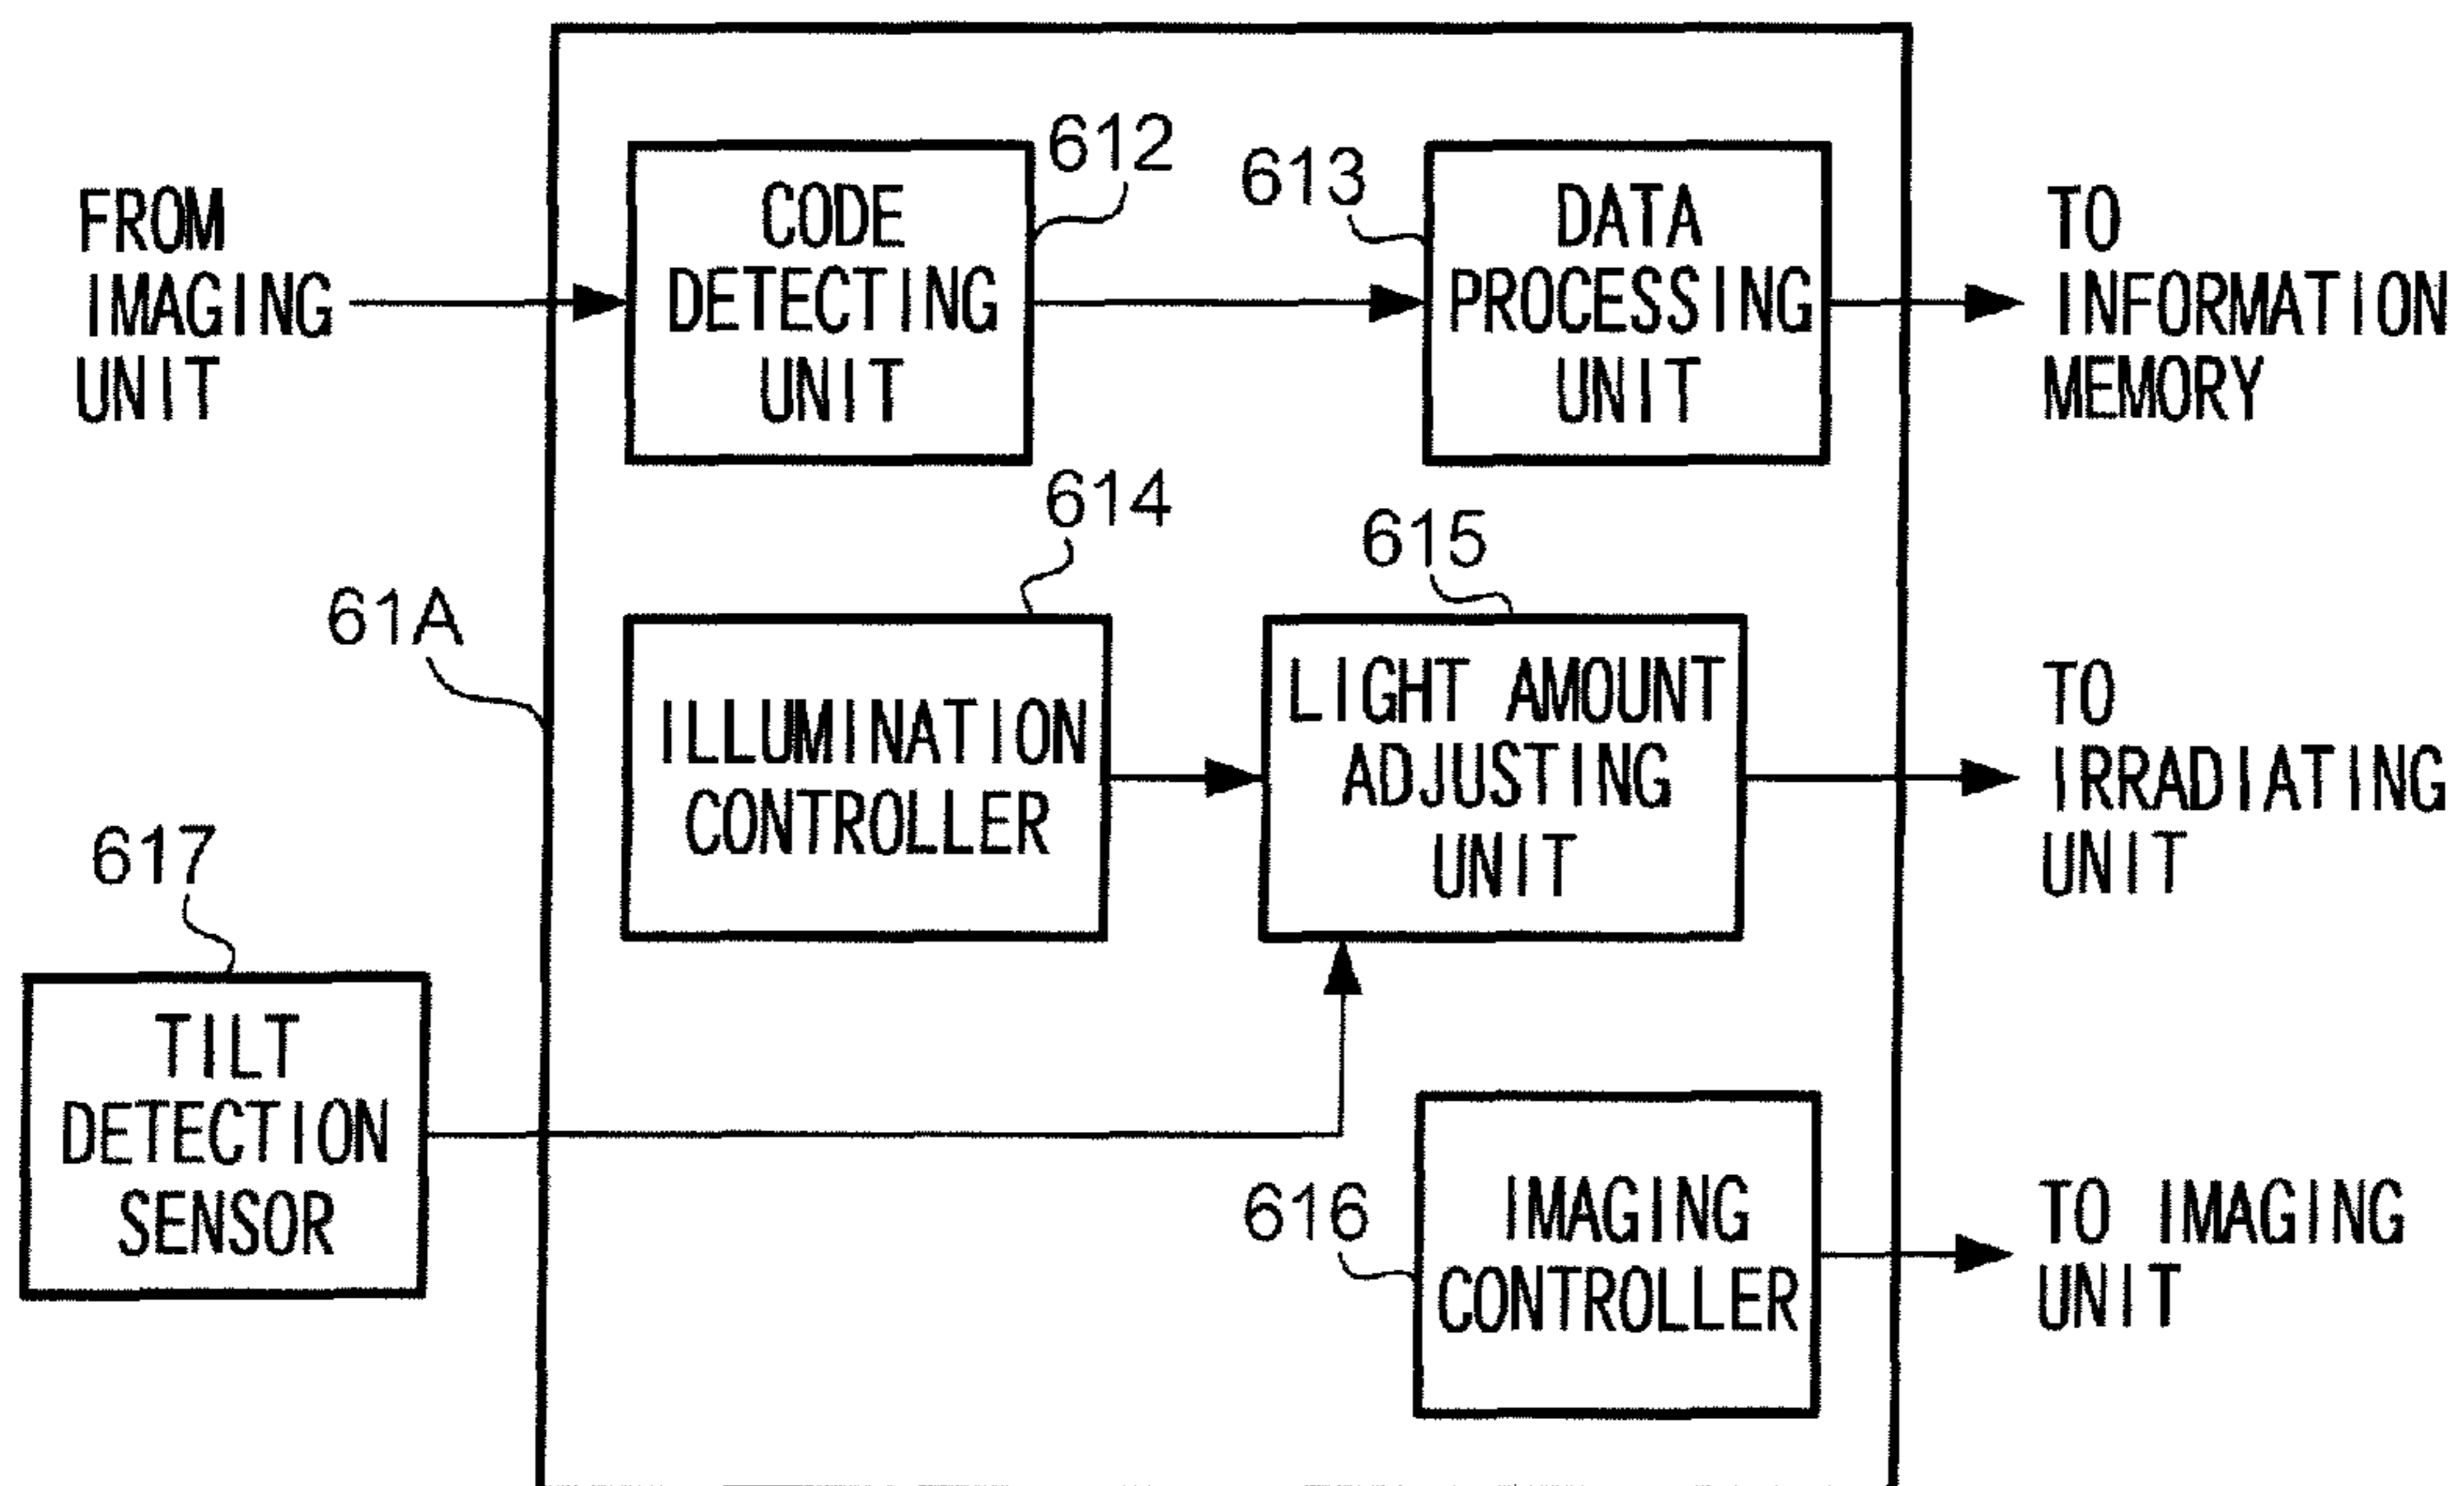 FROM
IMAGING
UNIT
CODE
DETECTING
UNIT
612
613
DATA
PROCESSING
UNIT
TO
INFORMATION
MEMORY
61A
614
ILLUMINATION
CONTROLLER
615
LIGHT AMOUNT
ADJUSTING
UNIT
TO
IRRADIATING
UNIT
617
TILT
DETECTION
SENSOR
616
IMAGING
CONTROLLER
TO IMAGING
UNIT